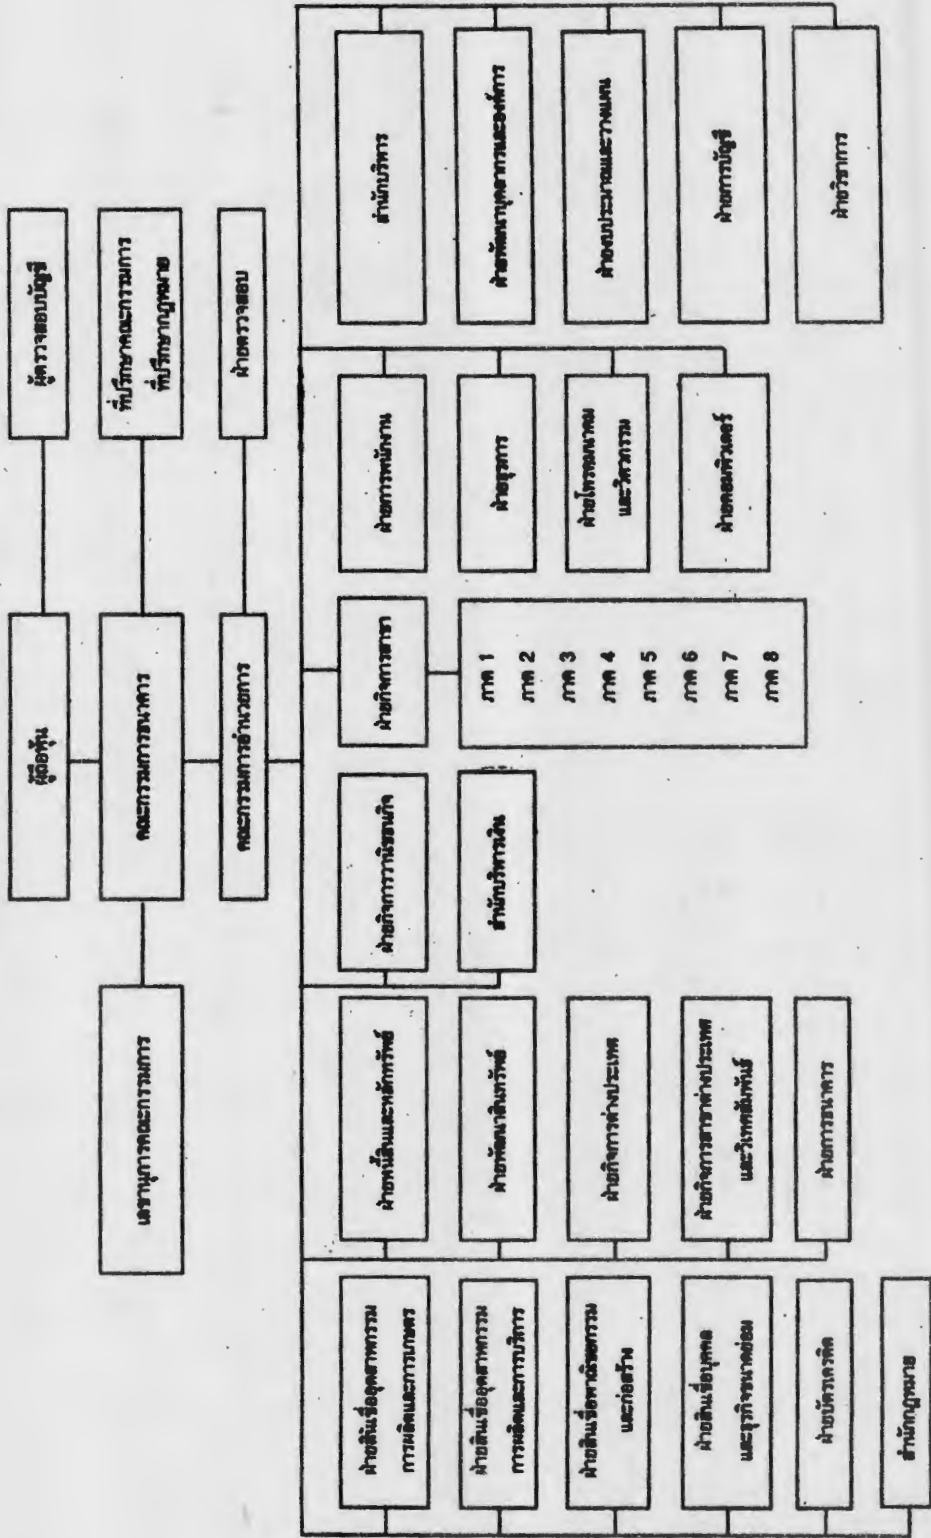 ผู้ถือหุ้น
ผู้ตรวจสอบบัญชี
เลขานุการคณะกรรมการ
คณะกรรมการธนาคาร
ที่ปรึกษาคณะกรรมการ
ที่ปรึกษากฎหมาย
คณะกรรมการอำนวยการ
ฝ่ายตรวจสอบ
ฝ่ายสินเชื่ออุตสาหกรรม
การผลิตและการเกษตร
ฝ่ายสินเชื่ออุตสาหกรรม
การผลิตและการบริการ
ฝ่ายสินเชื่อพาณิชยกรรม
และก่อสร้าง
ฝ่ายสินเชื่อบุคคล
และธุรกิจขนาดย่อม
ฝ่ายบัตรเครดิต
สำนักกฎหมาย
ฝ่ายหนี้สินและหลักทรัพย์
ฝ่ายพัฒนาสินทรัพย์
ฝ่ายกิจการต่างประเทศ
ฝ่ายกิจการสาขาต่างประเทศ
และวิเทศสัมพันธ์
ฝ่ายการธนาคาร
ฝ่ายกิจการวานิชธนกิจ
สำนักบริหารเงิน
ฝ่ายกิจการสาขา
ภาค 1
ภาค 2
ภาค 3
ภาค 4
ภาค 5
ภาค 6
ภาค 7
ภาค 8
ฝ่ายการพนักงาน
ฝ่ายธุรการ
ฝ่ายโทรคมนาคม
และวิศวกรรม
ฝ่ายคอมพิวเตอร์
สำนักบริหาร
ฝ่ายพัฒนาบุคลากรและองค์การ
ฝ่ายงบประมาณและวางแผน
ฝ่ายการบัญชี
ฝ่ายวิชาการ